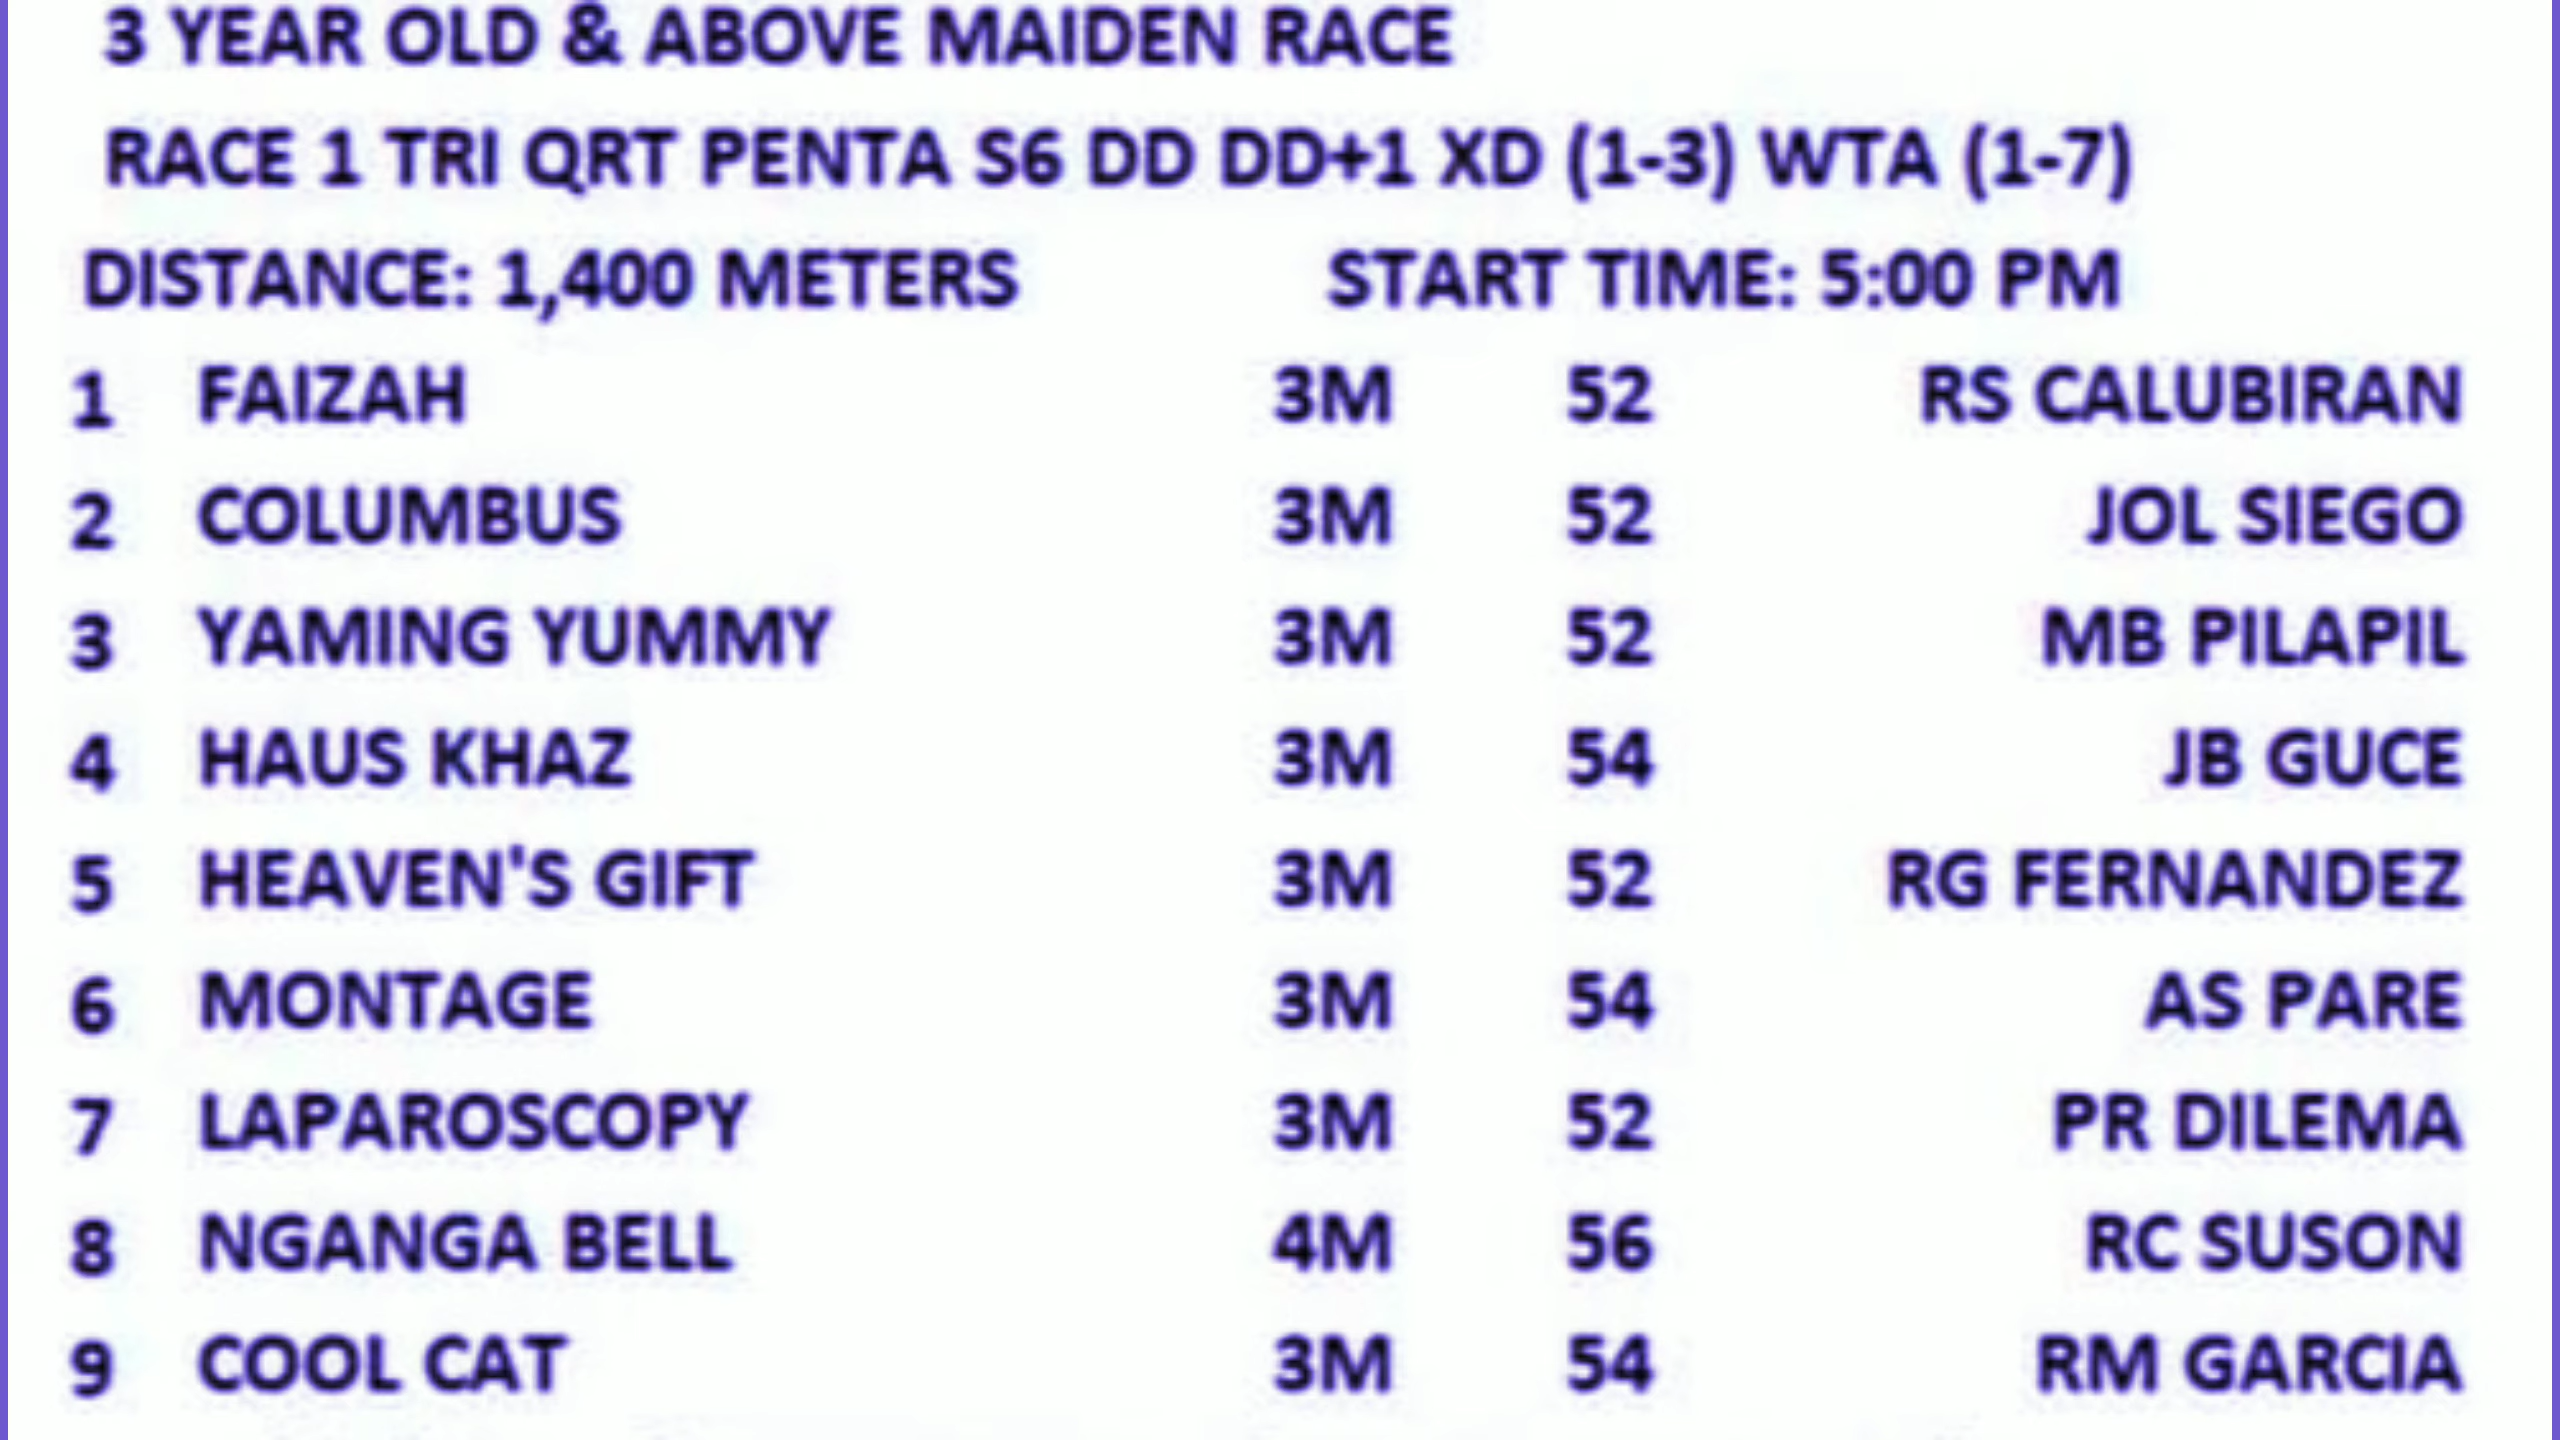 3 YEAR OLD & ABOVE MAIDEN RACE
RACE 1 TRI QRT PENTA S6 DD DD+1 XD (1-3) WTA (1-7)
DISTANCE: 1,400 METERS START TIME: 5:00 PM
1 FAIZAH 3M 52 RS CALUBIRAN
2 COLUMBUS 3M 52 JOL SIEGO
3 YAMING YUMMY 3M 52 MB PILAPIL
4 HAUS KHAZ 3M 54 JB GUCE
5 HEAVEN'S GIFT 3M 52 RG FERNANDEZ
6 MONTAGE 3M 54 AS PARE
7 LAPAROSCOPY 3M 52 PR DILEMA
8 NGANGA BELL 4M 56 RC SUSON
9 COOL CAT 3M 54 RM GARCIA